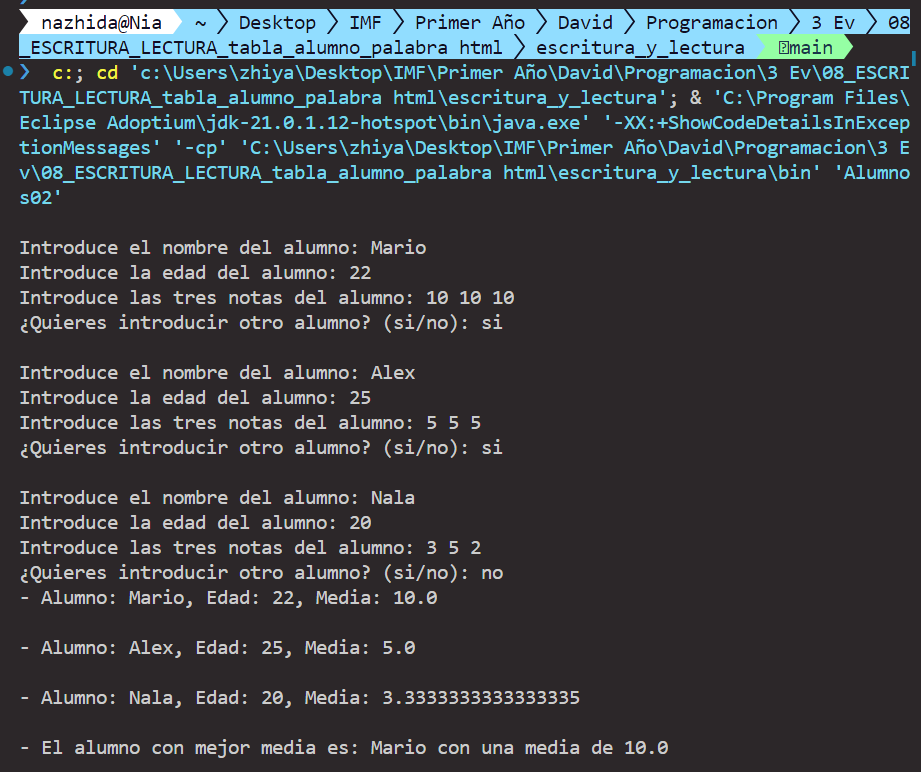 nazhida@Nia ~ Desktop IMF Primer Año David Programacion 3 Ev 08
_ESCRITURA_LECTURA_tabla_alumno_palabra html escritura_y_lectura main
❯ c:; cd 'c:\Users\zhiya\Desktop\IMF\Primer Año\David\Programacion\3 Ev\08_ESCRI
TURA_LECTURA_tabla_alumno_palabra html\escritura_y_lectura'; & 'C:\Program Files\
Eclipse Adoptium\jdk-21.0.1.12-hotspot\bin\java.exe' '-XX:+ShowCodeDetailsInExcep
tionMessages' '-cp' 'C:\Users\zhiya\Desktop\IMF\Primer Año\David\Programacion\3 E
v\08_ESCRITURA_LECTURA_tabla_alumno_palabra html\escritura_y_lectura\bin' 'Alumno
s02'
Introduce el nombre del alumno: Mario
Introduce la edad del alumno: 22
Introduce las tres notas del alumno: 10 10 10
¿Quieres introducir otro alumno? (si/no): si
Introduce el nombre del alumno: Alex
Introduce la edad del alumno: 25
Introduce las tres notas del alumno: 5 5 5
¿Quieres introducir otro alumno? (si/no): si
Introduce el nombre del alumno: Nala
Introduce la edad del alumno: 20
Introduce las tres notas del alumno: 3 5 2
¿Quieres introducir otro alumno? (si/no): no
- Alumno: Mario, Edad: 22, Media: 10.0
- Alumno: Alex, Edad: 25, Media: 5.0
- Alumno: Nala, Edad: 20, Media: 3.3333333333333335
- El alumno con mejor media es: Mario con una media de 10.0